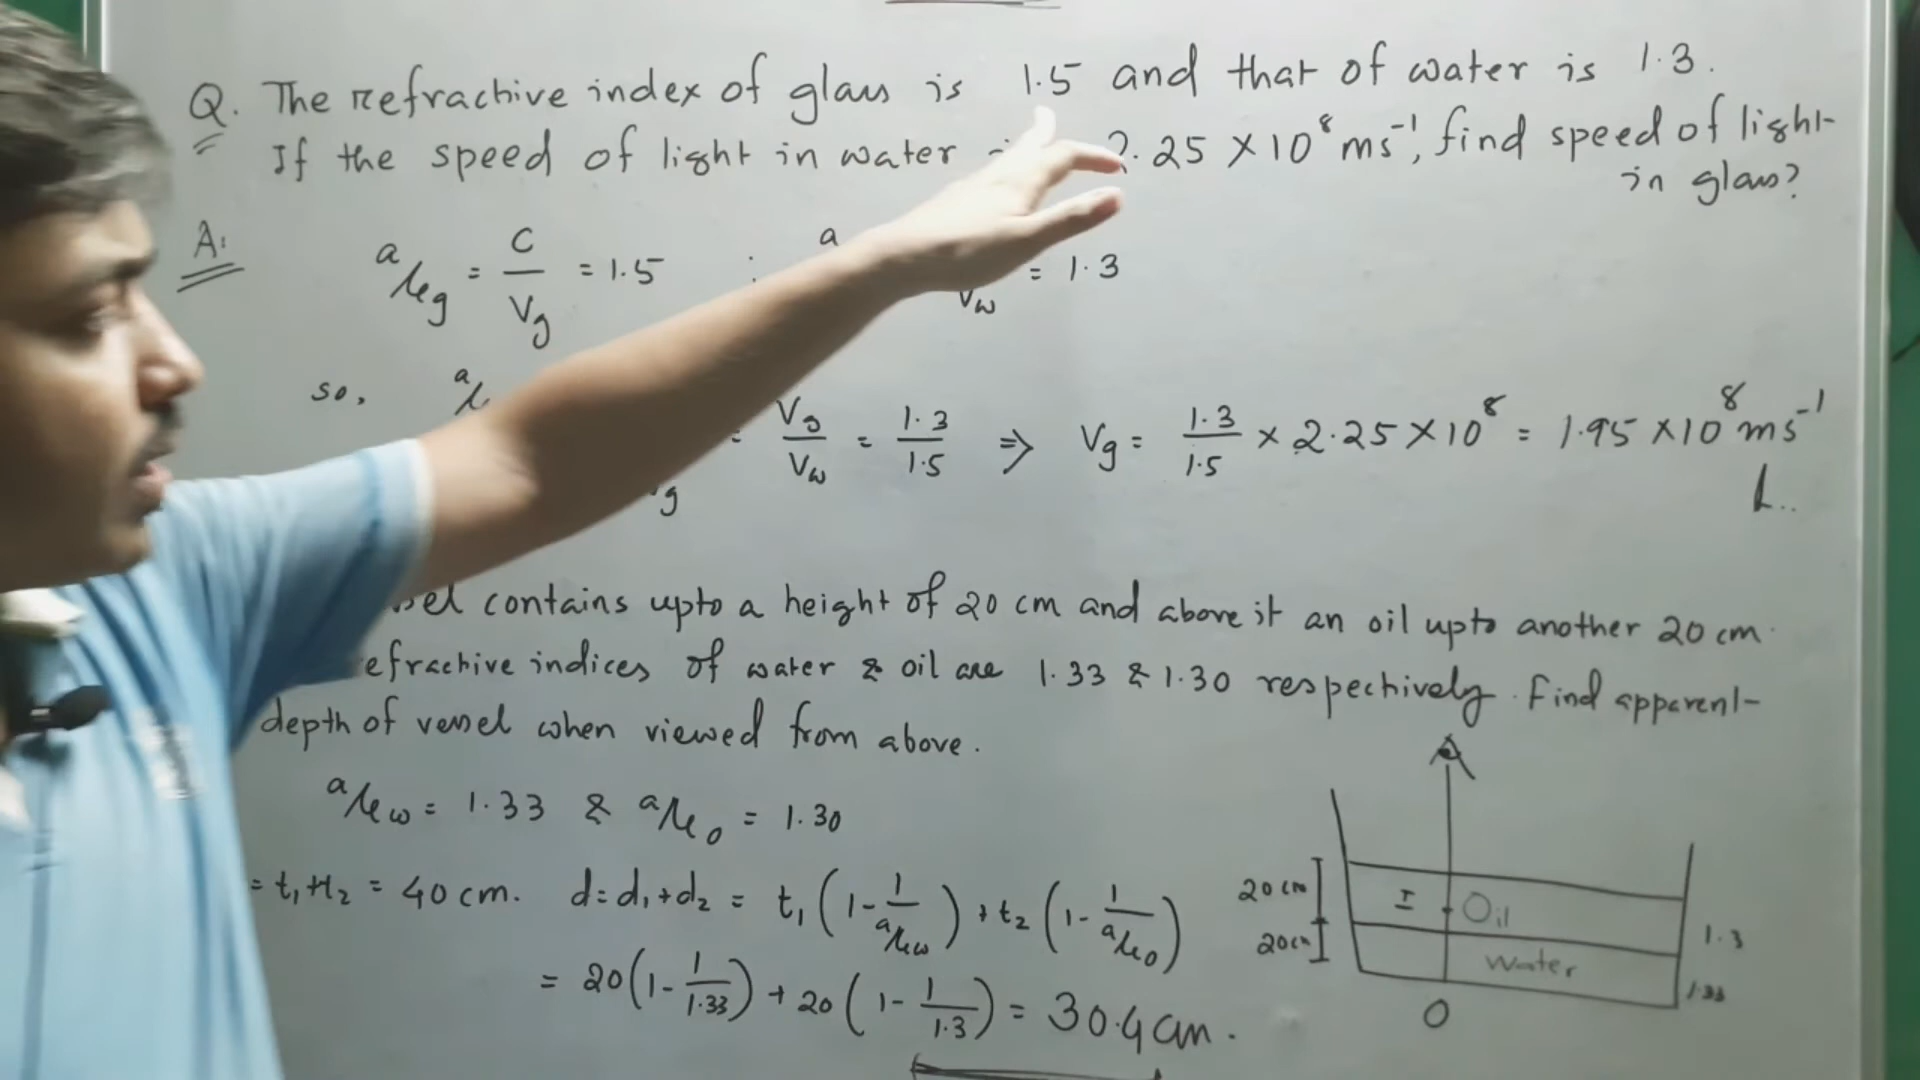 Q. The refractive index of glass is 1.5 and that of water is 1.3.
If the speed of light in water 2.25 × 10⁸ ms⁻¹, find speed of light
in glass?
A:
ᵃμg = C/Vg = 1.5 ; a Vw = 1.3
so, ᵃμ g = Vg/Vw = 1.3/1.5 ⇒ Vg = 1.3/1.5 × 2.25 × 10⁸ = 1.95 × 10⁸ ms⁻¹
sel contains upto a height of 20 cm and above it an oil upto another 20 cm.
efractive indices of water & oil are 1.33 & 1.30 respectively. Find apparent-
depth of vessel when viewed from above.
ᵃμw = 1.33 & ᵃμo = 1.30
= t₁+t₂ = 40 cm. d = d₁+d₂ = t₁(1 - 1/ᵃμw) + t₂(1 - 1/ᵃμo)
= 20(1 - 1/1.33) + 20(1 - 1/1.3) = 30.4 cm.
20 cm I Oil 1.3
20 cm Water 1.33
O